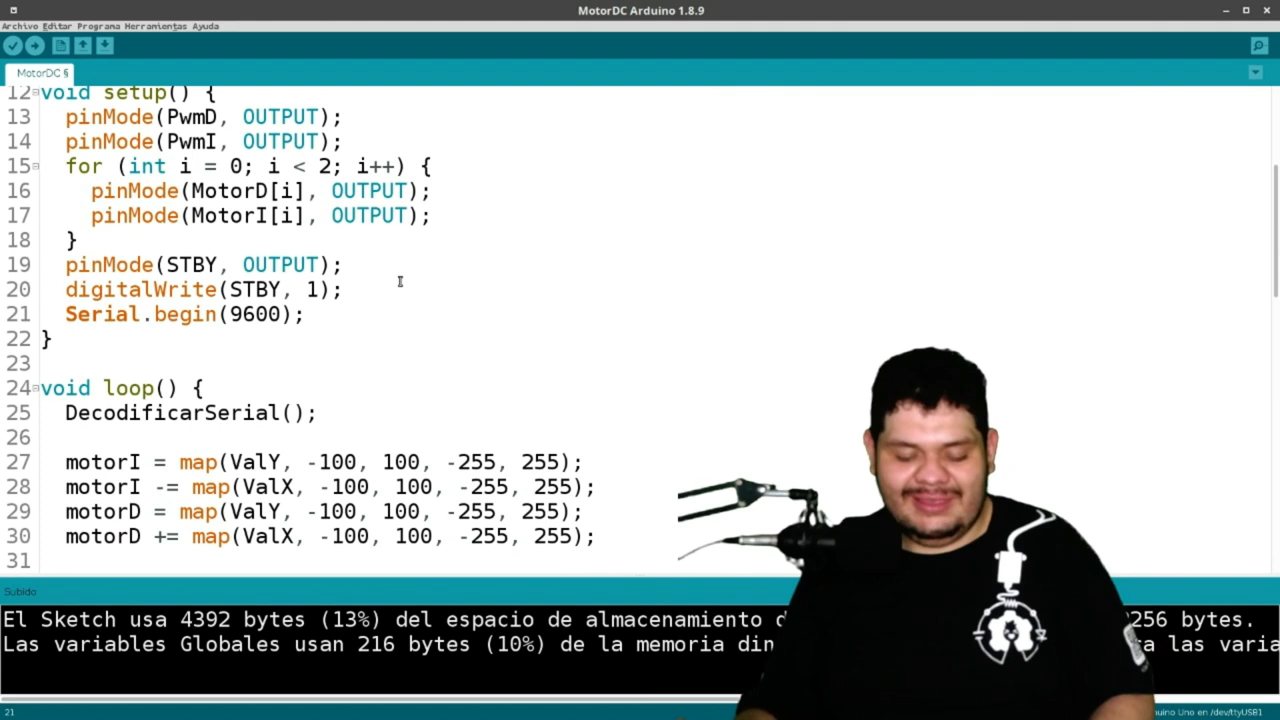 MotorDC Arduino 1.8.9
Archivo Editar Programa Herramientas Ayuda
MotorDC §
12 void setup() {
13 pinMode(PwmD, OUTPUT);
14 pinMode(PwmI, OUTPUT);
15 for (int i = 0; i < 2; i++) {
16 pinMode(MotorD[i], OUTPUT);
17 pinMode(MotorI[i], OUTPUT);
18 }
19 pinMode(STBY, OUTPUT);
20 digitalWrite(STBY, 1);
21 Serial.begin(9600);
22 }
23
24 void loop() {
25 DecodificarSerial();
26
27 motorI = map(ValY, -100, 100, -255, 255);
28 motorI -= map(ValX, -100, 100, -255, 255);
29 motorD = map(ValY, -100, 100, -255, 255);
30 motorD += map(ValX, -100, 100, -255, 255);
31
Subido
El Sketch usa 4392 bytes (13%) del espacio de almacenamiento 256 bytes.
Las variables Globales usan 216 bytes (10%) de la memoria las
21 Uno en /dev/ttyUSB1